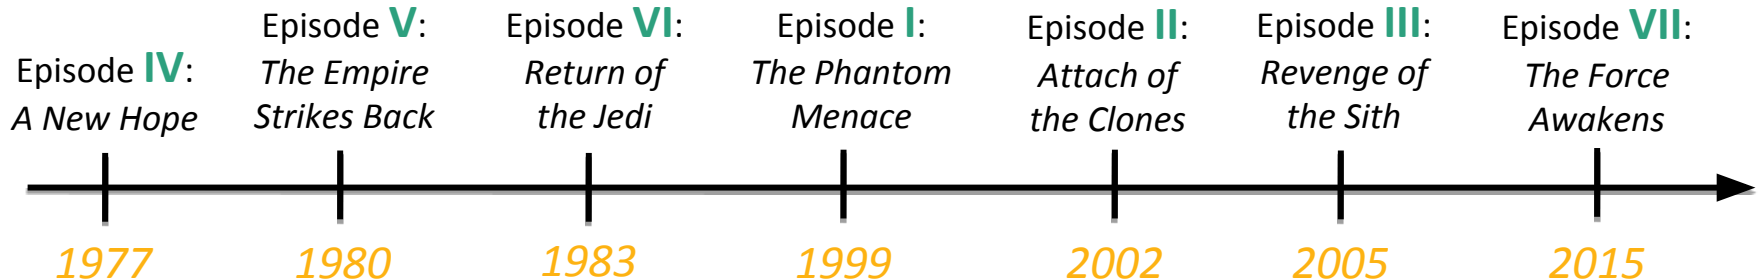 Episode IV:
A New Hope
Episode V:
The Empire
Strikes Back
Episode VI:
Return of
the Jedi
Episode I:
The Phantom
Menace
Episode II:
Attach of
the Clones
Episode III:
Revenge of
the Sith
Episode VII:
The Force
Awakens
1977
1980
1983
1999
2002
2005
2015